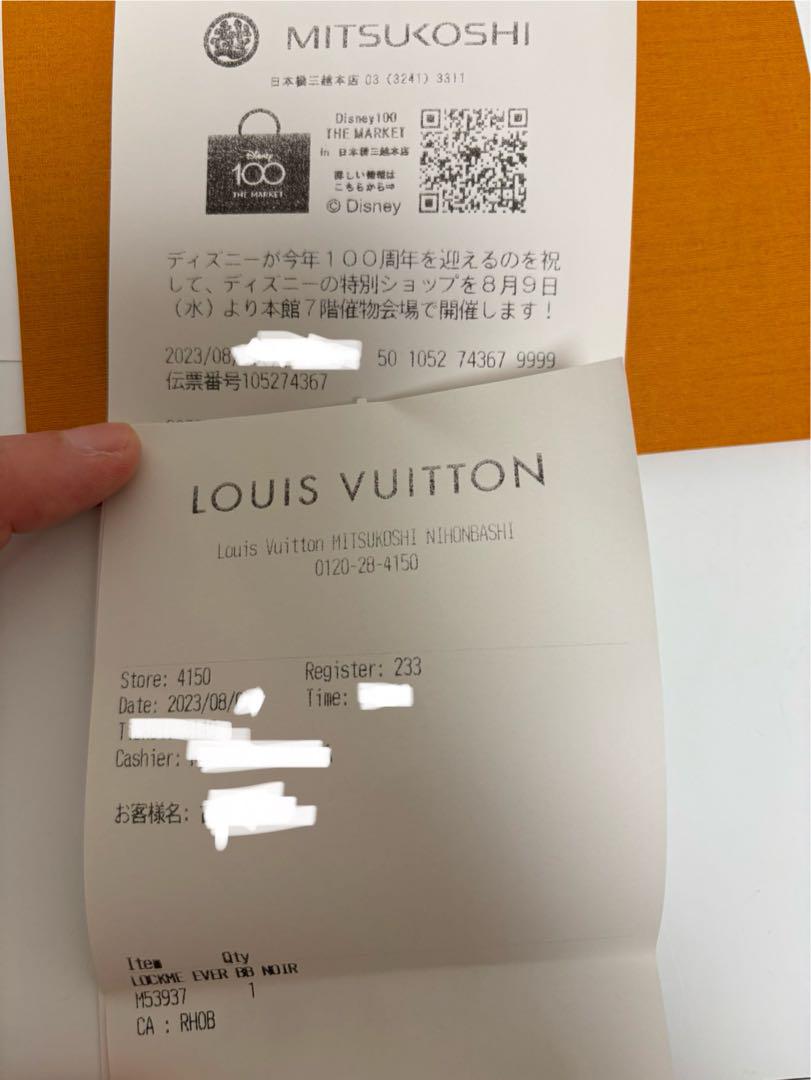 MITSUKOSHI
日本橋三越本店 03 (3241) 3311
Disney100
THE MARKET
in 日本橋三越本店
詳しい情報は
こちらから⇨
© Disney
Disney
100
THE MARKET
ディズニーが今年100周年を迎えるのを祝
して、ディズニーの特別ショップを8月9日
（水）より本館7階催物会場で開催します！
2023/08/ 50 1052 74367 9999
伝票番号105274367
LOUIS VUITTON
Louis Vuitton MITSUKOSHI NIHONBASHI
0120-28-4150
Store: 4150 Register: 233
Date: 2023/08/ Time:
Cashier:
お客様名:
Item Qty
LOCKME EVER BB NOIR
M53937 1
CA : RHOB